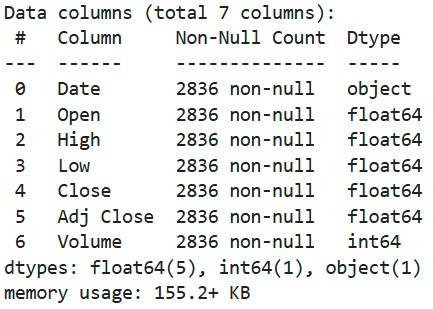 Data columns (total 7 columns):
 #   Column     Non-Null Count  Dtype
---  ------     --------------  -----
 0   Date       2836 non-null   object
 1   Open       2836 non-null   float64
 2   High       2836 non-null   float64
 3   Low        2836 non-null   float64
 4   Close      2836 non-null   float64
 5   Adj Close  2836 non-null   float64
 6   Volume     2836 non-null   int64
dtypes: float64(5), int64(1), object(1)
memory usage: 155.2+ KB